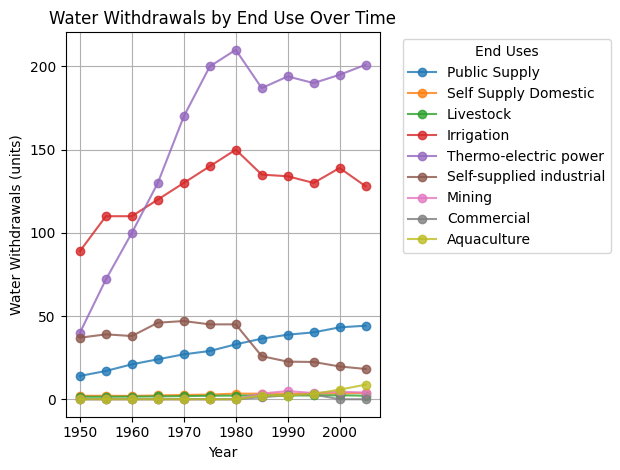 Water Withdrawals by End Use Over Time
Water Withdrawals (units)
200
150
100
50
0
1950 1960 1970 1980 1990 2000
Year
End Uses
Public Supply
Self Supply Domestic
Livestock
Irrigation
Thermo-electric power
Self-supplied industrial
Mining
Commercial
Aquaculture